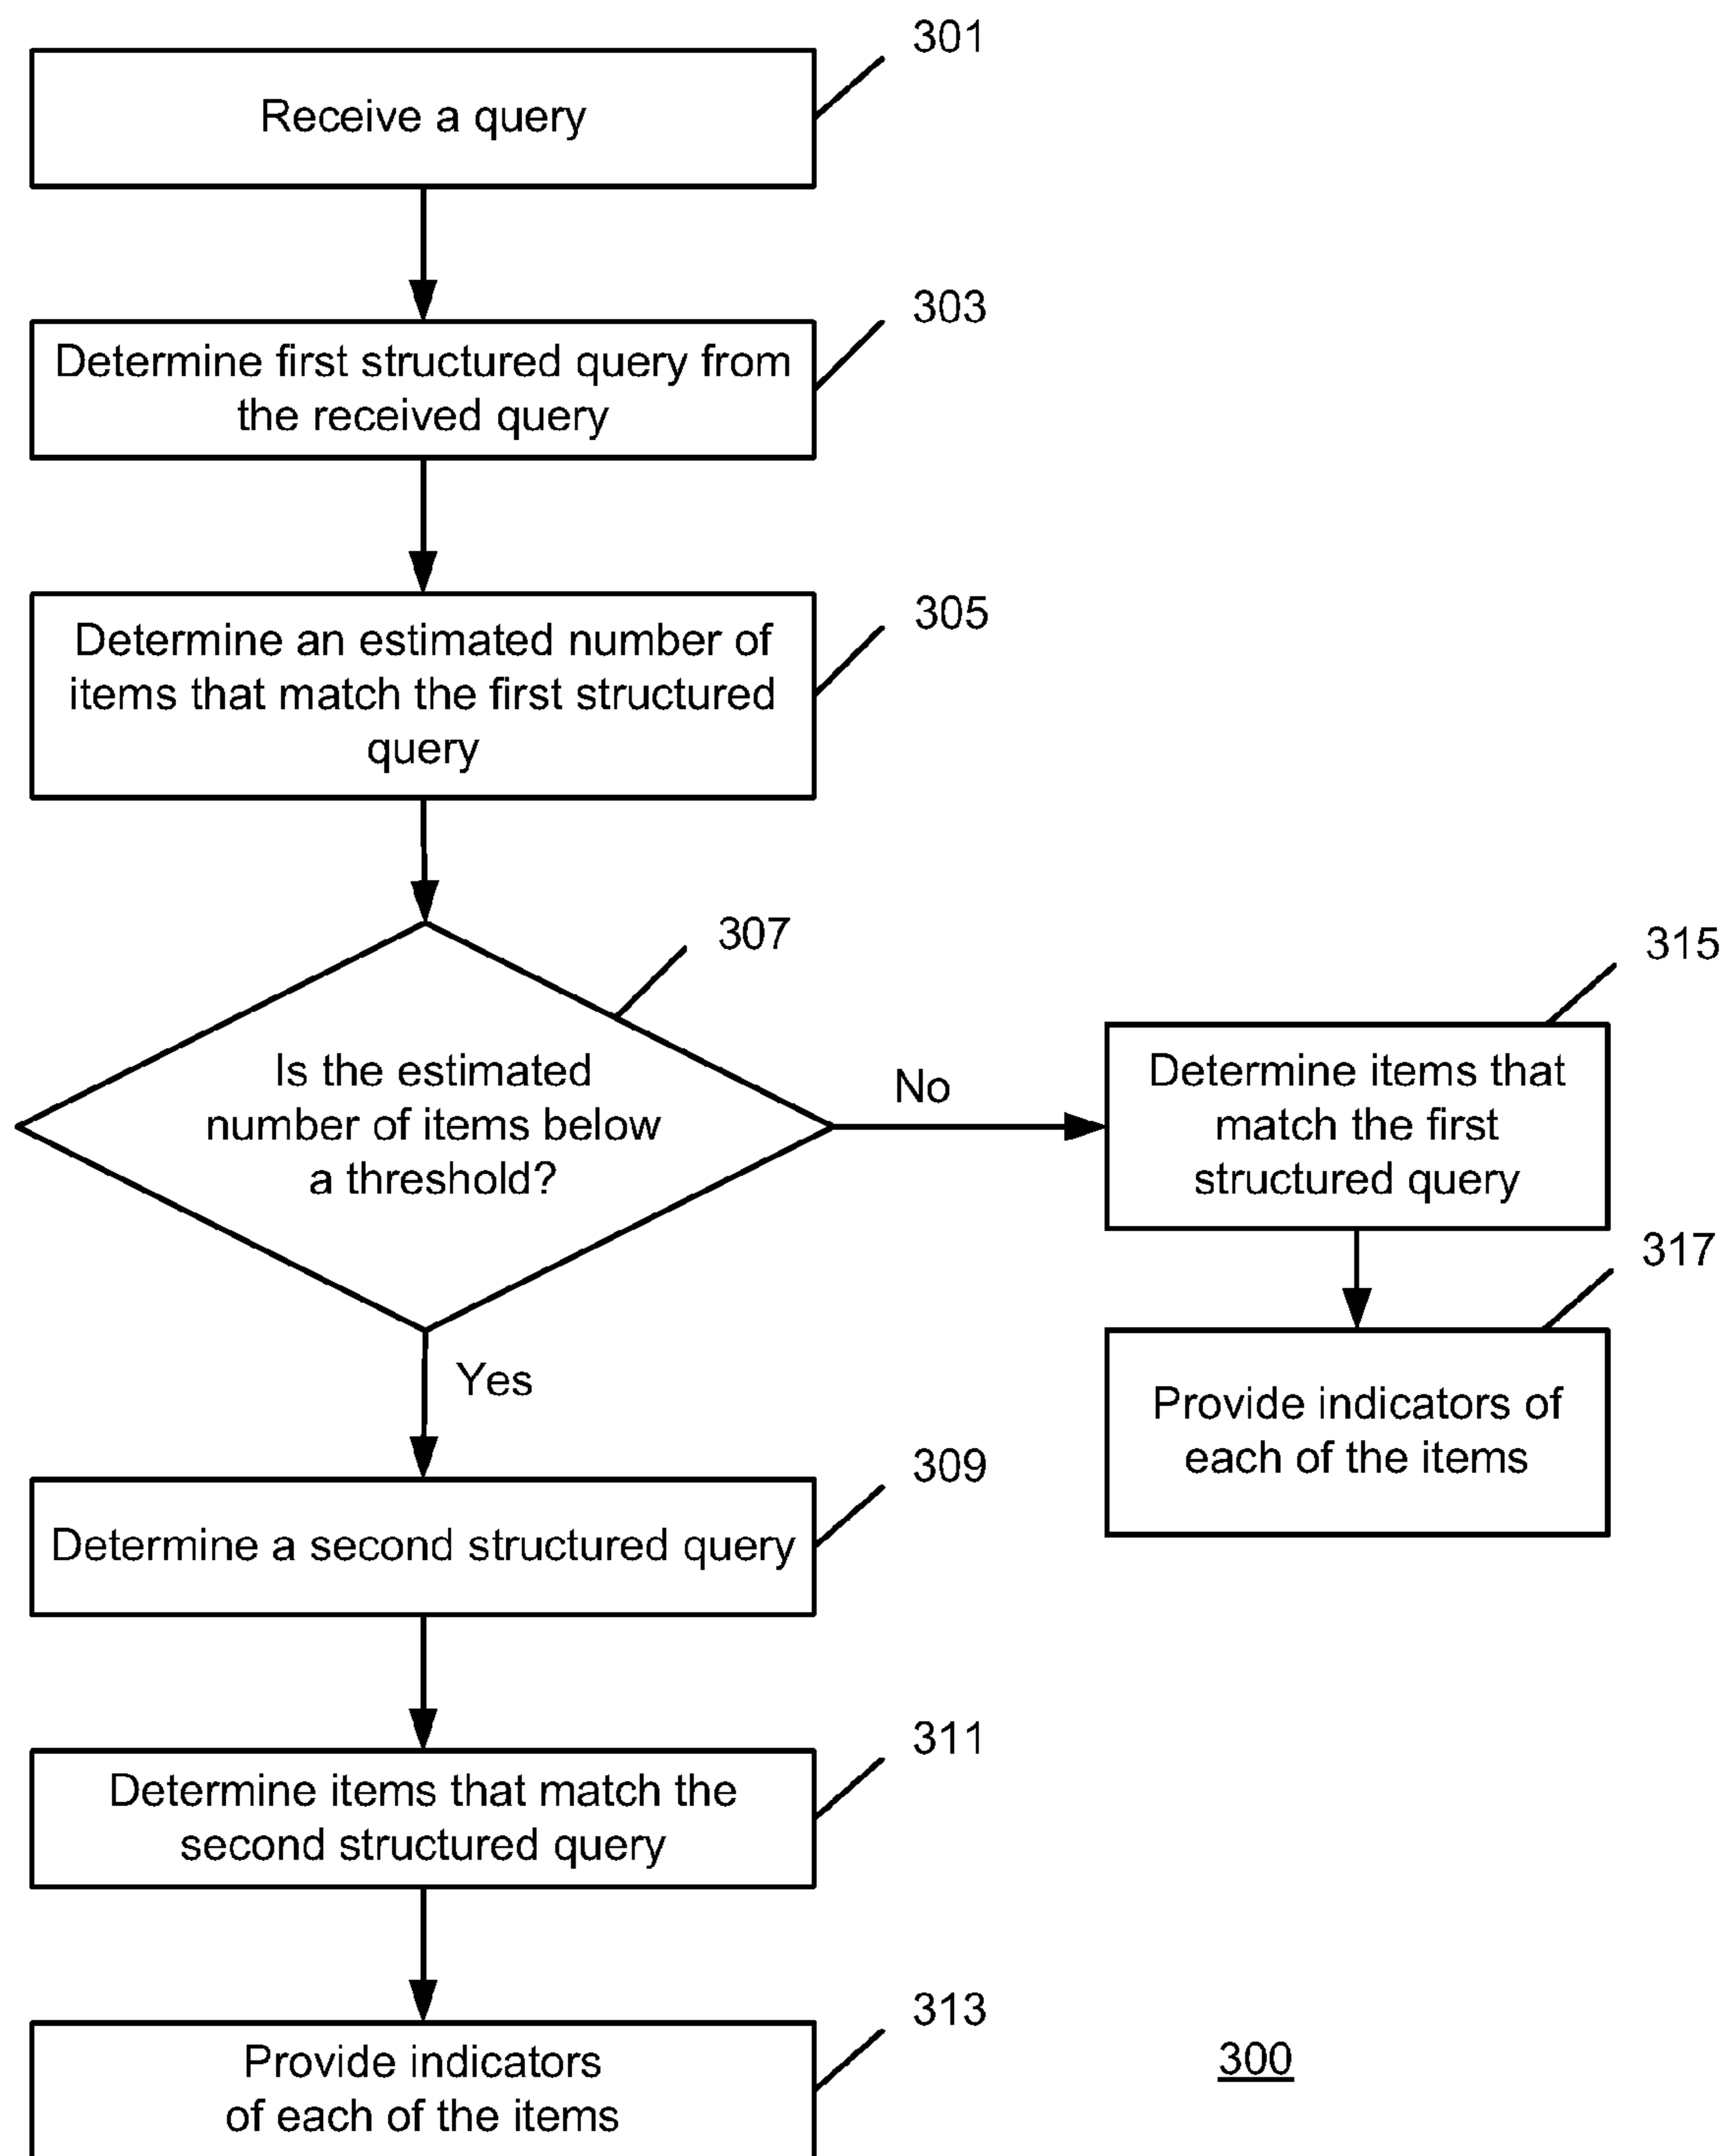 301
Receive a query
303
Determine first structured query from
the received query
305
Determine an estimated number of
items that match the first structured
query
307
Is the estimated
number of items below
a threshold?
No
315
Determine items that
match the first
structured query
317
Provide indicators of
each of the items
Yes
309
Determine a second structured query
311
Determine items that match the
second structured query
313
Provide indicators
of each of the items
300